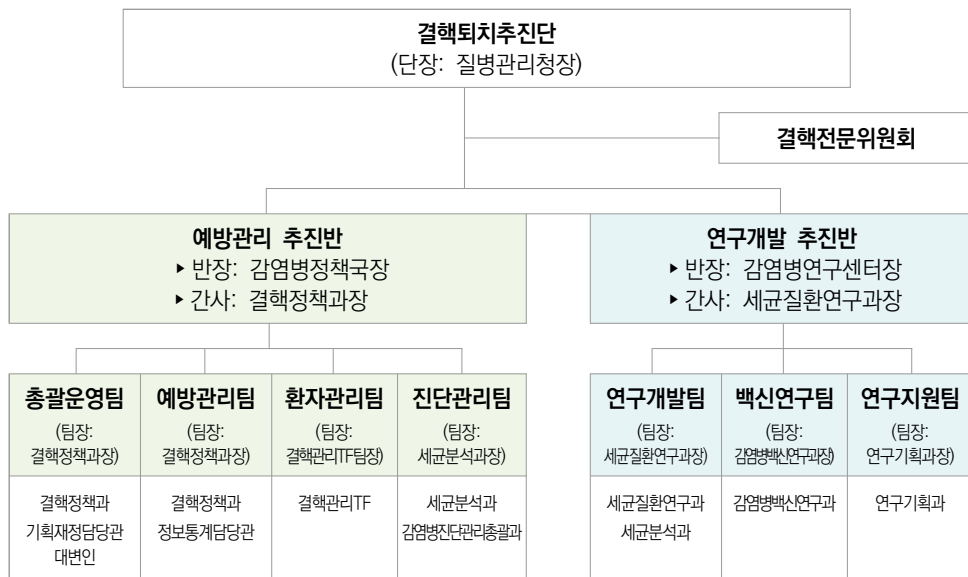 결핵퇴치추진단
(단장: 질병관리청장)
결핵전문위원회
예방관리 추진반
▶ 반장: 감염병정책국장
▶ 간사: 결핵정책과장
연구개발 추진반
▶ 반장: 감염병연구센터장
▶ 간사: 세균질환연구과장
총괄운영팀
(팀장:
결핵정책과장)
결핵정책과
기획재정담당관
대변인
예방관리팀
(팀장:
결핵정책과장)
결핵정책과
정보통계담당관
환자관리팀
(팀장:
결핵관리TF팀장)
결핵관리TF
진단관리팀
(팀장:
세균분석과장)
세균분석과
감염병진단관리총괄과
연구개발팀
(팀장:
세균질환연구과장)
세균질환연구과
세균분석과
백신연구팀
(팀장:
감염병백신연구과장)
감염병백신연구과
연구지원팀
(팀장:
연구기획과장)
연구기획과